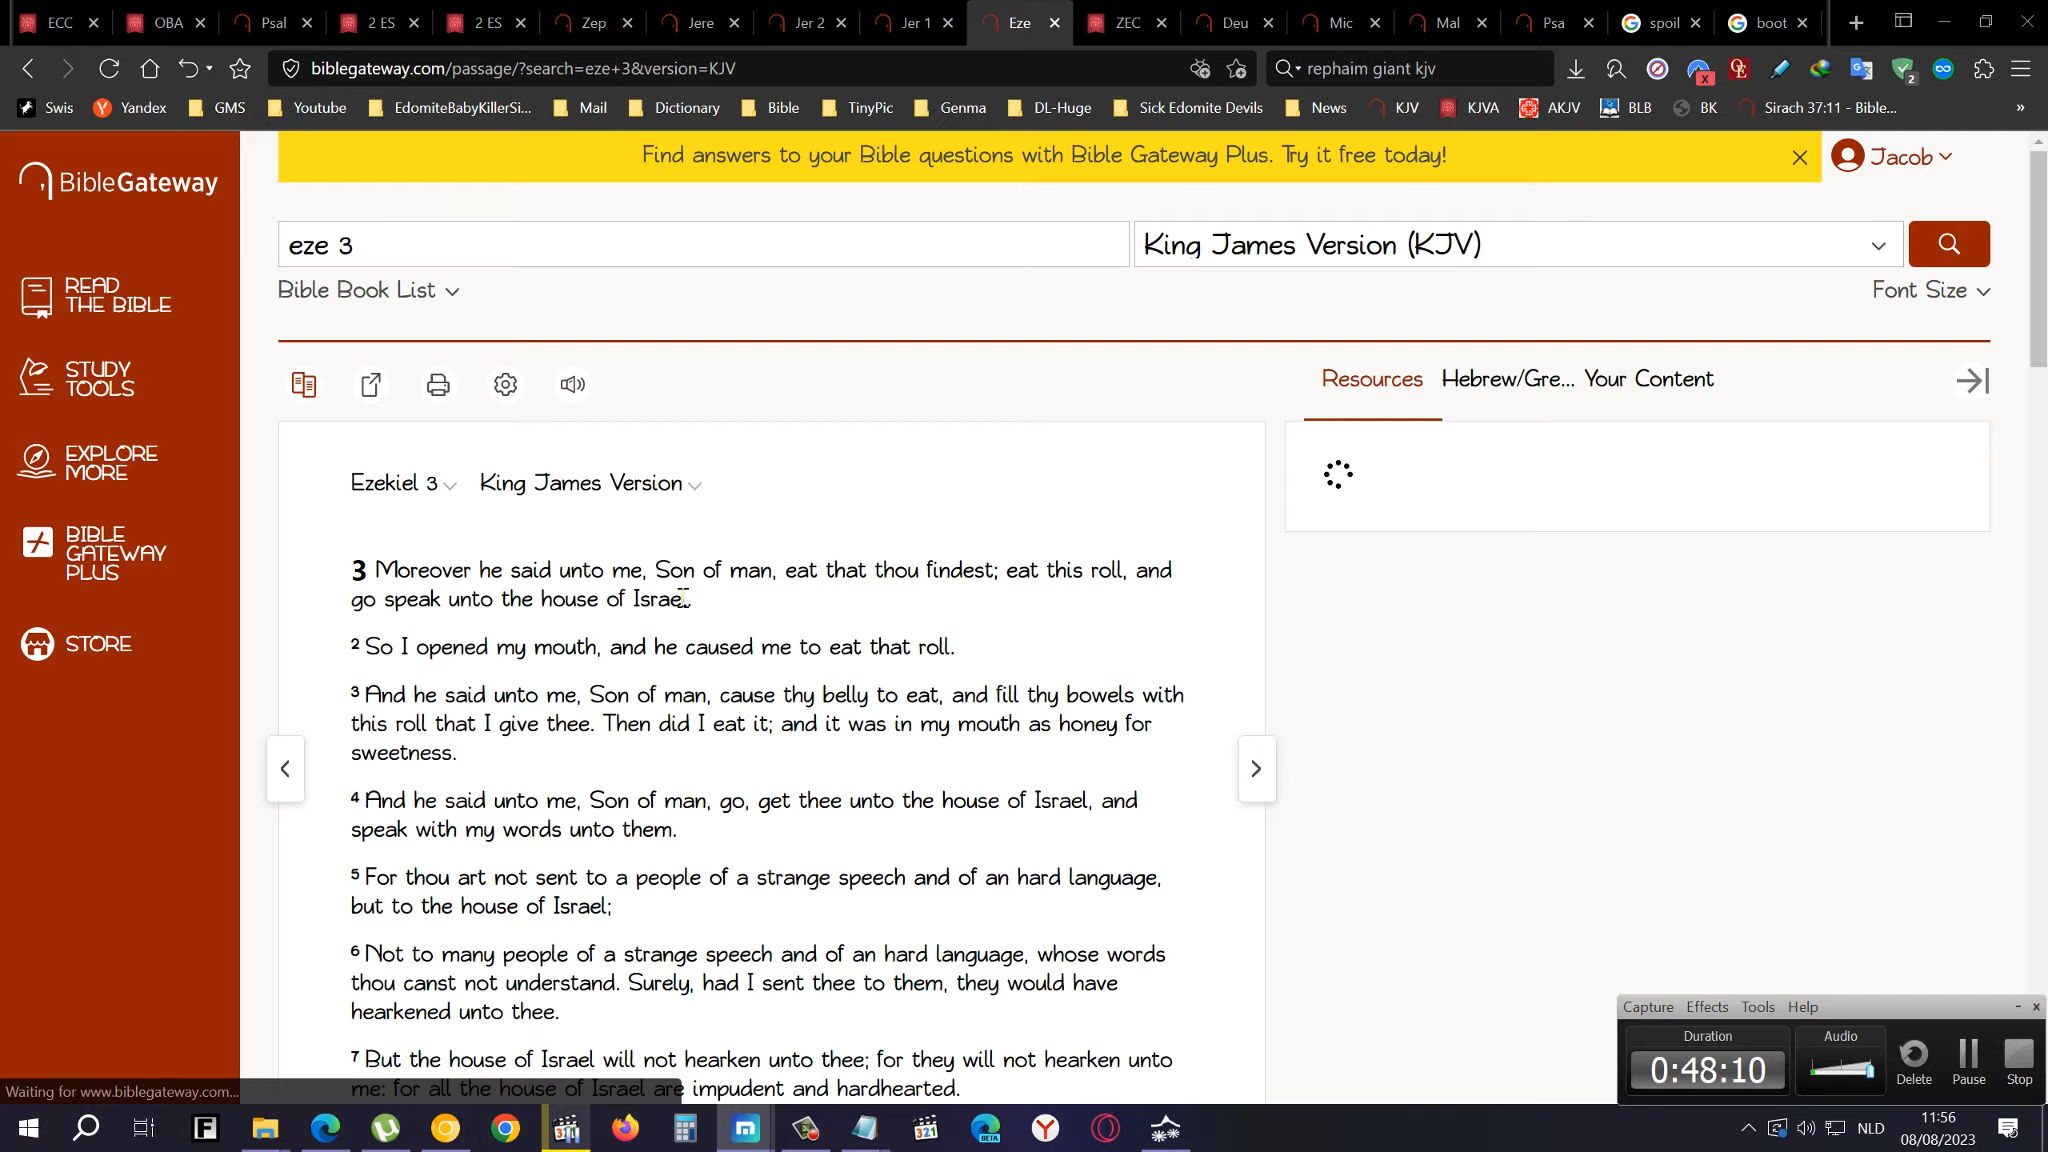 ECC
OBA
Psal
2 ES
2 ES
Zep
Jere
Jer 2
Jer 1
Eze
ZEC
Deu
Mic
Mal
Psa
spoil
boot
biblegateway.com/passage/?search=eze+3&version=KJV
rephaim giant kjv
Swis
Yandex
GMS
Youtube
EdomiteBabyKillerSi...
Mail
Dictionary
Bible
TinyPic
Genma
DL-Huge
Sick Edomite Devils
News
KJV
KJVA
AKJV
BLB
BK
Sirach 37:11 - Bible...
Find answers to your Bible questions with Bible Gateway Plus. Try it free today!
Jacob
BibleGateway
READ
THE BIBLE
STUDY
TOOLS
EXPLORE
MORE
BIBLE
GATEWAY
PLUS
STORE
eze 3
King James Version (KJV)
Bible Book List
Font Size
Resources
Hebrew/Gre...
Your Content
Ezekiel 3
King James Version
3 Moreover he said unto me, Son of man, eat that thou findest; eat this roll, and
go speak unto the house of Israel.
2 So I opened my mouth, and he caused me to eat that roll.
3 And he said unto me, Son of man, cause thy belly to eat, and fill thy bowels with
this roll that I give thee. Then did I eat it; and it was in my mouth as honey for
sweetness.
4 And he said unto me, Son of man, go, get thee unto the house of Israel, and
speak with my words unto them.
5 For thou art not sent to a people of a strange speech and of an hard language,
but to the house of Israel;
6 Not to many people of a strange speech and of an hard language, whose words
thou canst not understand. Surely, had I sent thee to them, they would have
hearkened unto thee.
7 But the house of Israel will not hearken unto thee; for they will not hearken unto
me: for all the house of Israel are impudent and hardhearted.
Waiting for www.biblegateway.com...
Capture Effects Tools Help
Duration
Audio
0:48:10
Delete
Pause
Stop
NLD
11:56
08/08/2023